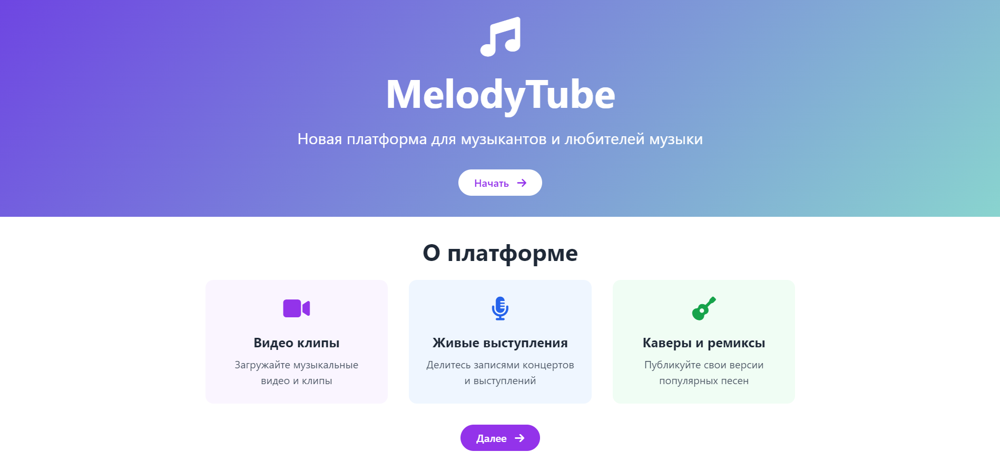 MelodyTube
Новая платформа для музыкантов и любителей музыки
Начать
О платформе
Видео клипы
Загружайте музыкальные
видео и клипы
Живые выступления
Делитесь записями концертов
и выступлений
Каверы и ремиксы
Публикуйте свои версии
популярных песен
Далее